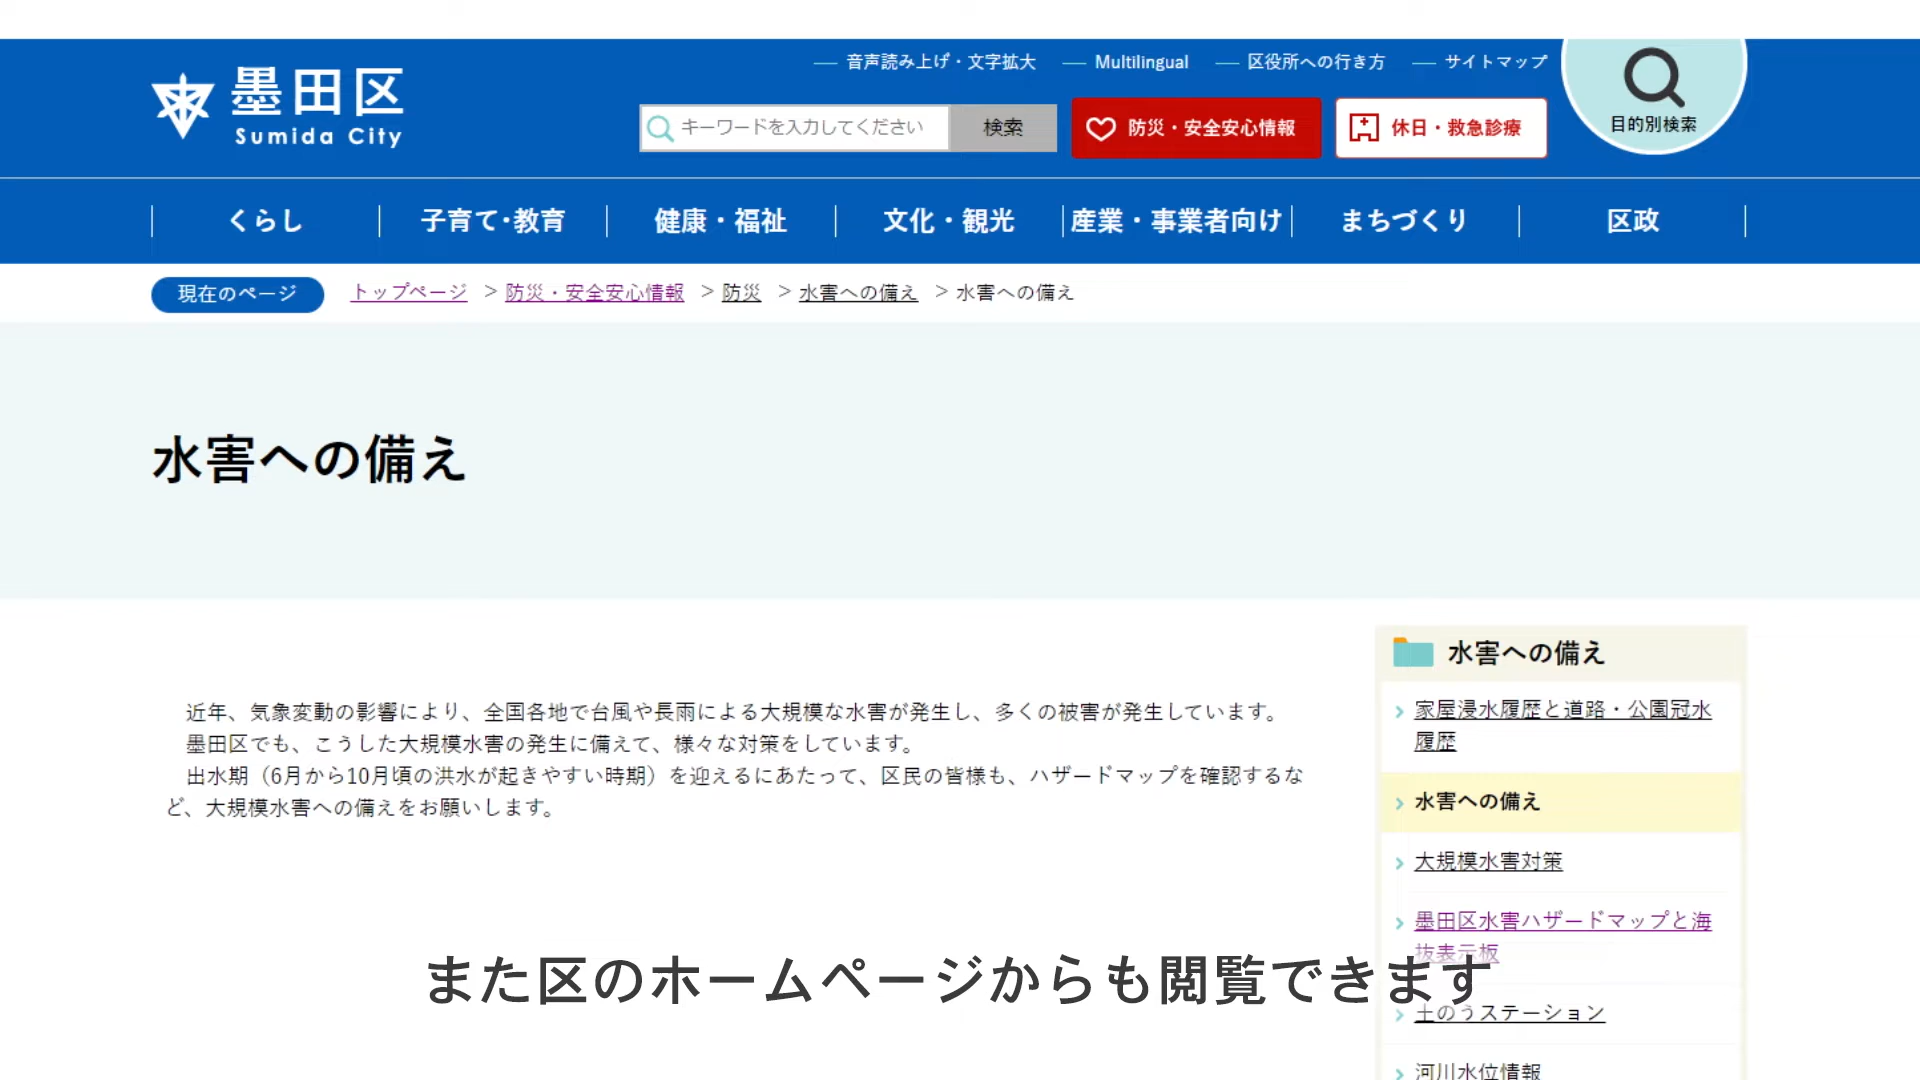 音声読み上げ・文字拡大
Multilingual
区役所への行き方
サイトマップ
墨田区
Sumida City
キーワードを入力してください
検索
防災・安全安心情報
休日・救急診療
目的別検索
くらし
子育て・教育
健康・福祉
文化・観光
産業・事業者向け
まちづくり
区政
現在のページ
トップページ > 防災・安全安心情報 > 防災 > 水害への備え > 水害への備え
水害への備え
近年、気象変動の影響により、全国各地で台風や長雨による大規模な水害が発生し、多くの被害が発生しています。
墨田区でも、こうした大規模水害の発生に備えて、様々な対策をしています。
出水期（6月から10月頃の洪水が起きやすい時期）を迎えるにあたって、区民の皆様も、ハザードマップを確認するな
ど、大規模水害への備えをお願いします。
水害への備え
家屋浸水履歴と道路・公園冠水
履歴
水害への備え
大規模水害対策
墨田区水害ハザードマップと海
抜表示板
土のうステーション
河川水位情報
また区のホームページからも閲覧できます